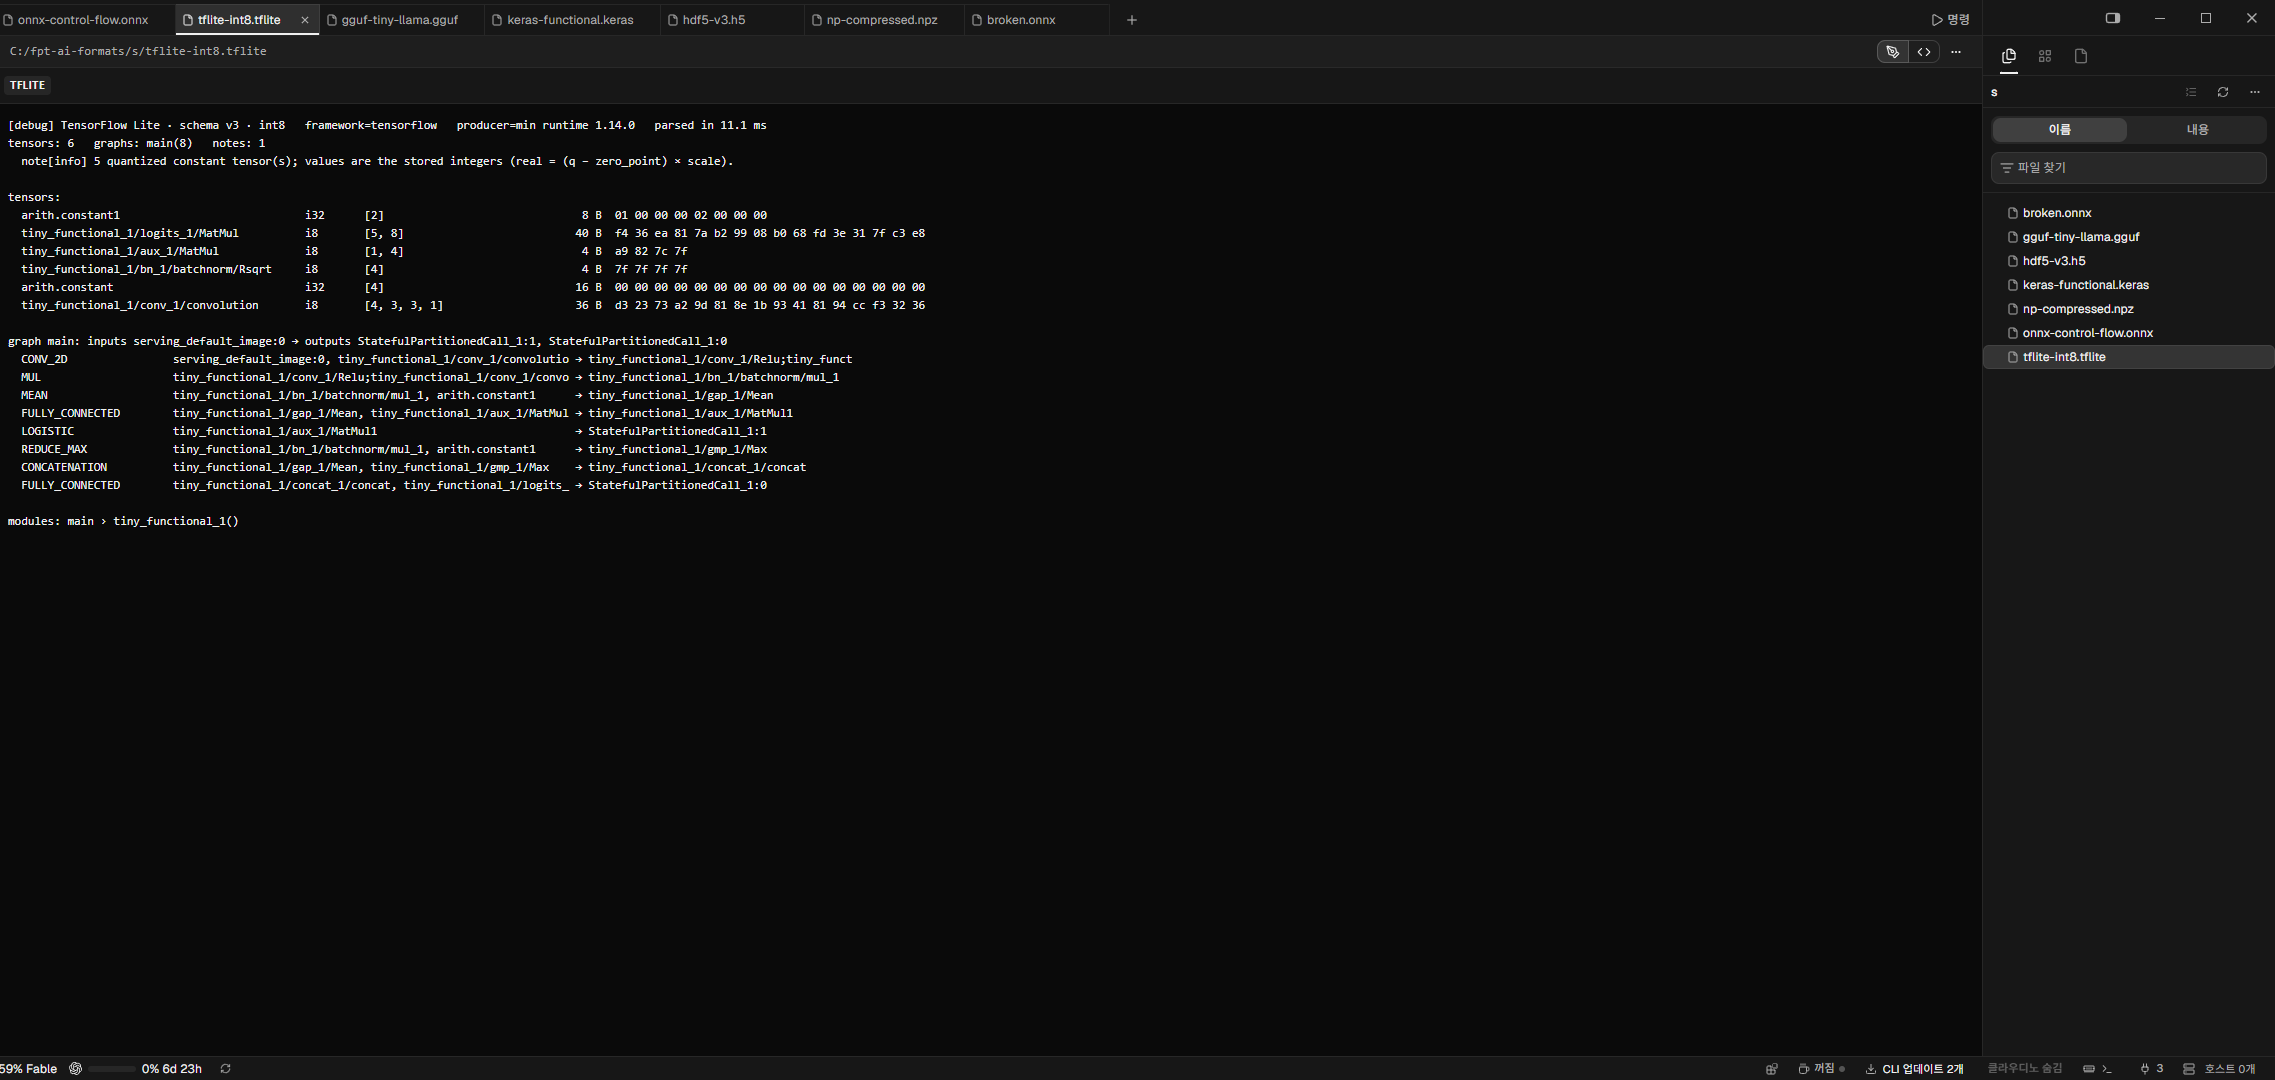 onnx-control-flow.onnx
tflite-int8.tflite
gguf-tiny-llama.gguf
keras-functional.keras
hdf5-v3.h5
np-compressed.npz
broken.onnx
명령
C:/fpt-ai-formats/s/tflite-int8.tflite
TFLITE
[debug] TensorFlow Lite · schema v3 · int8   framework=tensorflow   producer=min runtime 1.14.0   parsed in 11.1 ms
tensors: 6   graphs: main(8)   notes: 1
note[info] 5 quantized constant tensor(s); values are the stored integers (real = (q − zero_point) × scale).
tensors:
arith.constant1   i32   [2]   8 B   01 00 00 00 02 00 00 00
tiny_functional_1/logits_1/MatMul   i8   [5, 8]   40 B   f4 36 ea 81 7a b2 99 08 b0 68 fd 3e 31 7f c3 e8
tiny_functional_1/aux_1/MatMul   i8   [1, 4]   4 B   a9 82 7c 7f
tiny_functional_1/bn_1/batchnorm/Rsqrt   i8   [4]   4 B   7f 7f 7f 7f
arith.constant   i32   [4]   16 B   00 00 00 00 00 00 00 00 00 00 00 00 00 00 00 00
tiny_functional_1/conv_1/convolution   i8   [4, 3, 3, 1]   36 B   d3 23 73 a2 9d 81 8e 1b 93 41 81 94 cc f3 32 36
graph main: inputs serving_default_image:0 → outputs StatefulPartitionedCall_1:1, StatefulPartitionedCall_1:0
CONV_2D   serving_default_image:0, tiny_functional_1/conv_1/convolutio → tiny_functional_1/conv_1/Relu;tiny_funct
MUL   tiny_functional_1/conv_1/Relu;tiny_functional_1/conv_1/convo → tiny_functional_1/bn_1/batchnorm/mul_1
MEAN   tiny_functional_1/bn_1/batchnorm/mul_1, arith.constant1   → tiny_functional_1/gap_1/Mean
FULLY_CONNECTED   tiny_functional_1/gap_1/Mean, tiny_functional_1/aux_1/MatMul → tiny_functional_1/aux_1/MatMul1
LOGISTIC   tiny_functional_1/aux_1/MatMul1   → StatefulPartitionedCall_1:1
REDUCE_MAX   tiny_functional_1/bn_1/batchnorm/mul_1, arith.constant1   → tiny_functional_1/gmp_1/Max
CONCATENATION   tiny_functional_1/gap_1/Mean, tiny_functional_1/gmp_1/Max   → tiny_functional_1/concat_1/concat
FULLY_CONNECTED   tiny_functional_1/concat_1/concat, tiny_functional_1/logits_ → StatefulPartitionedCall_1:0
modules: main › tiny_functional_1()
s
이름
내용
파일 찾기
broken.onnx
gguf-tiny-llama.gguf
hdf5-v3.h5
keras-functional.keras
np-compressed.npz
onnx-control-flow.onnx
tflite-int8.tflite
59% Fable
0% 6d 23h
꺼짐
CLI 업데이트 2개
클라우디노 숨김
3
호스트 0개